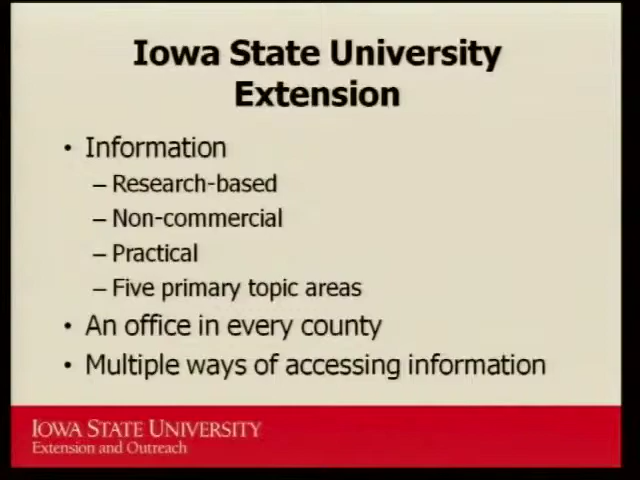 Iowa State University
Extension
• Information
– Research-based
– Non-commercial
– Practical
– Five primary topic areas
• An office in every county
• Multiple ways of accessing information
IOWA STATE UNIVERSITY
Extension and Outreach